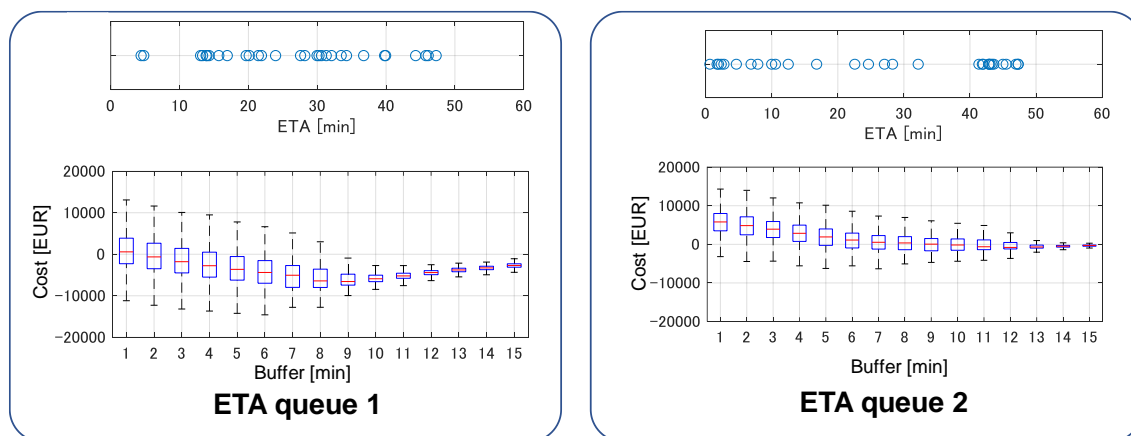 0 10 20 30 40 50 60
ETA [min]
20000
10000
0
−10000
−20000
Cost [EUR]
1 2 3 4 5 6 7 8 9 10 11 12 13 14 15
Buffer [min]
ETA queue 1
0 10 20 30 40 50 60
ETA [min]
20000
10000
0
−10000
−20000
Cost [EUR]
1 2 3 4 5 6 7 8 9 10 11 12 13 14 15
Buffer [min]
ETA queue 2